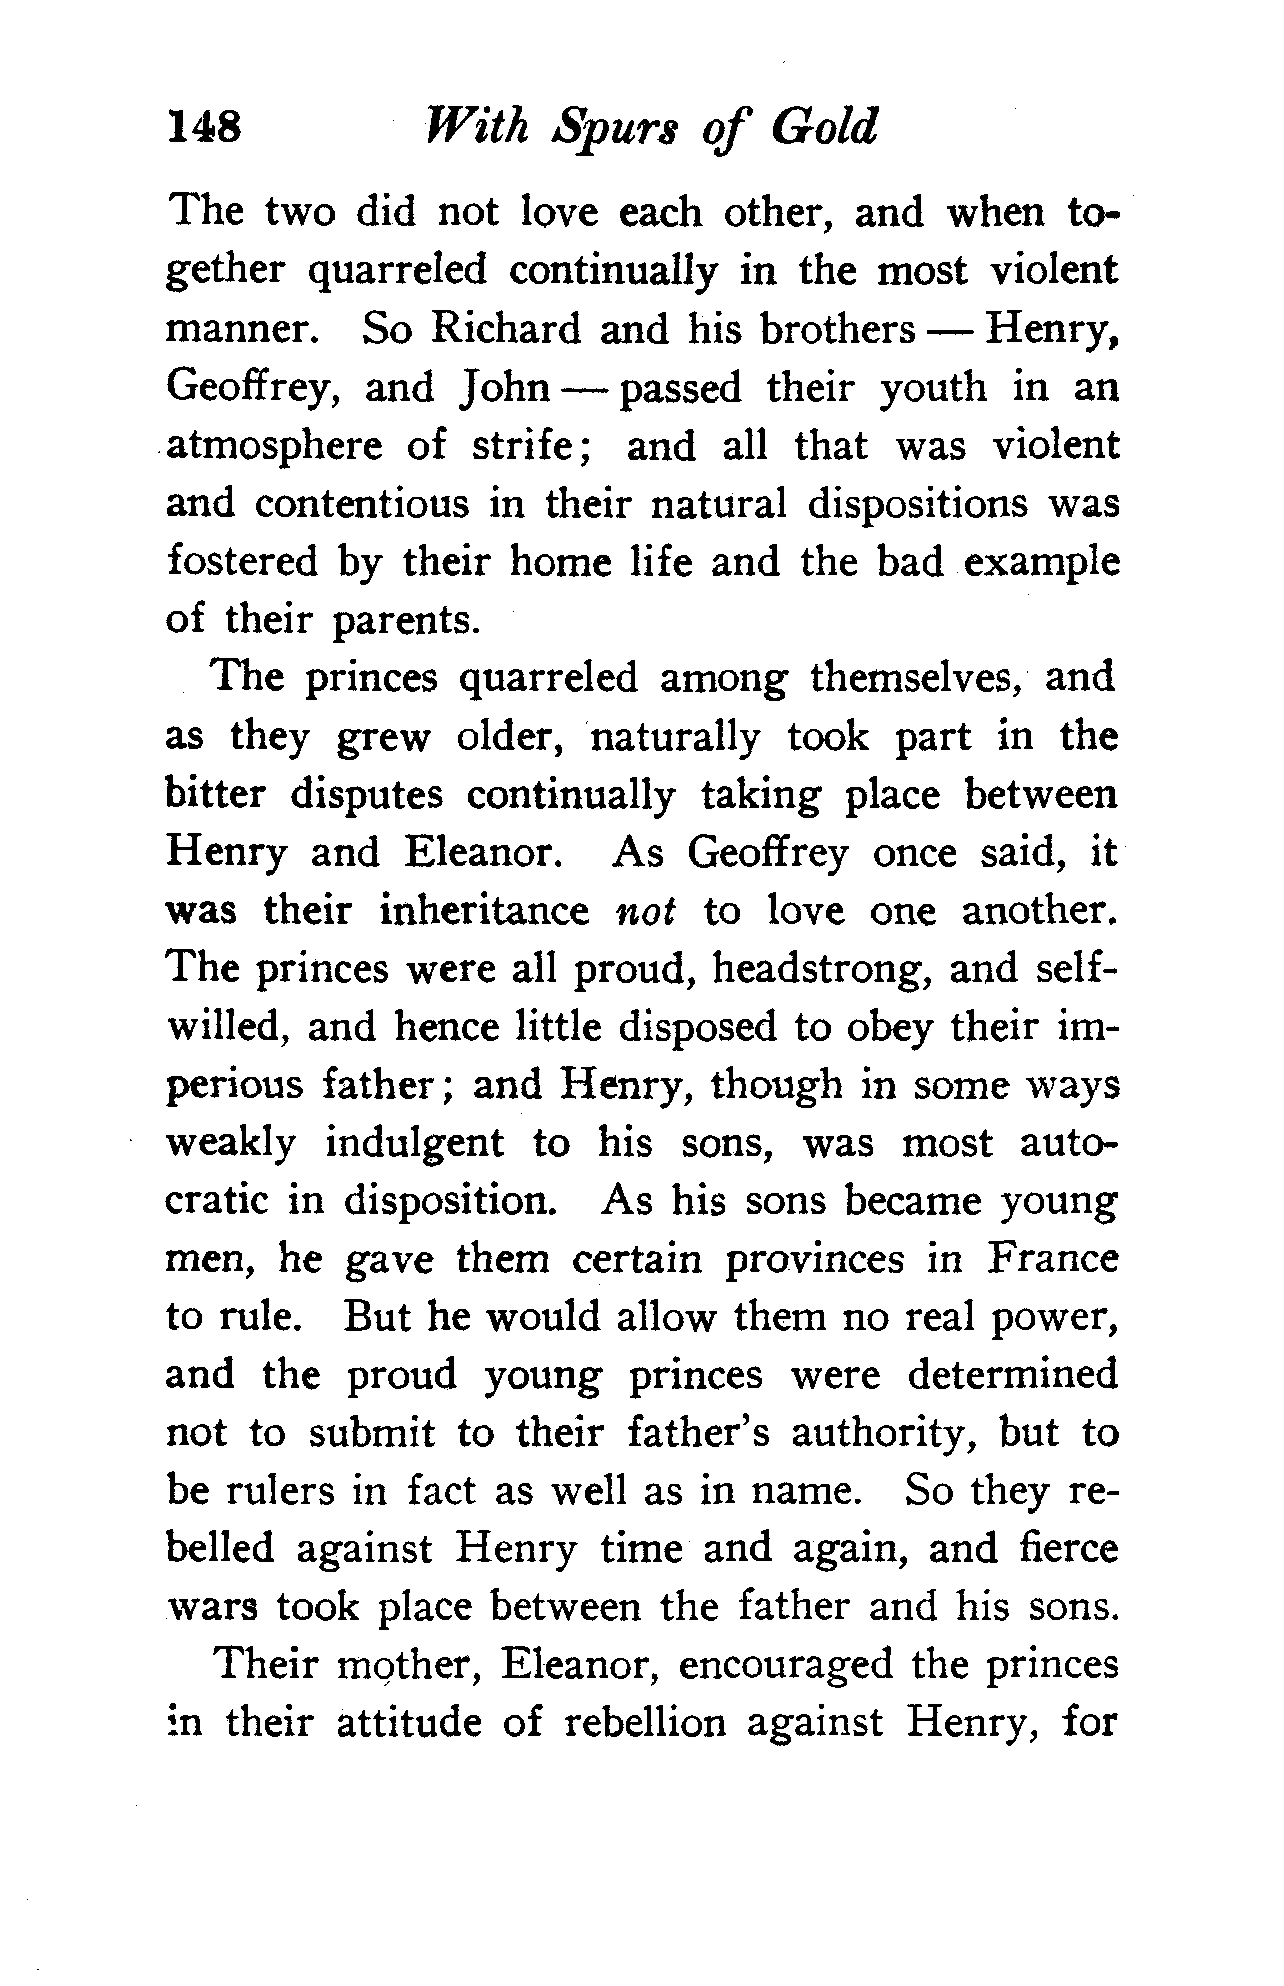 148 With Spurs of Gold
The two did not love each other, and when to-
gether quarreled continually in the most violent
manner. So Richard and his brothers — Henry,
Geoffrey, and John — passed their youth in an
atmosphere of strife; and all that was violent
and contentious in their natural dispositions was
fostered by their home life and the bad example
of their parents.
The princes quarreled among themselves, and
as they grew older, naturally took part in the
bitter disputes continually taking place between
Henry and Eleanor. As Geoffrey once said, it
was their inheritance not to love one another.
The princes were all proud, headstrong, and self-
willed, and hence little disposed to obey their im-
perious father; and Henry, though in some ways
weakly indulgent to his sons, was most auto-
cratic in disposition. As his sons became young
men, he gave them certain provinces in France
to rule. But he would allow them no real power,
and the proud young princes were determined
not to submit to their father's authority, but to
be rulers in fact as well as in name. So they re-
belled against Henry time and again, and fierce
wars took place between the father and his sons.
Their mother, Eleanor, encouraged the princes
in their attitude of rebellion against Henry, for